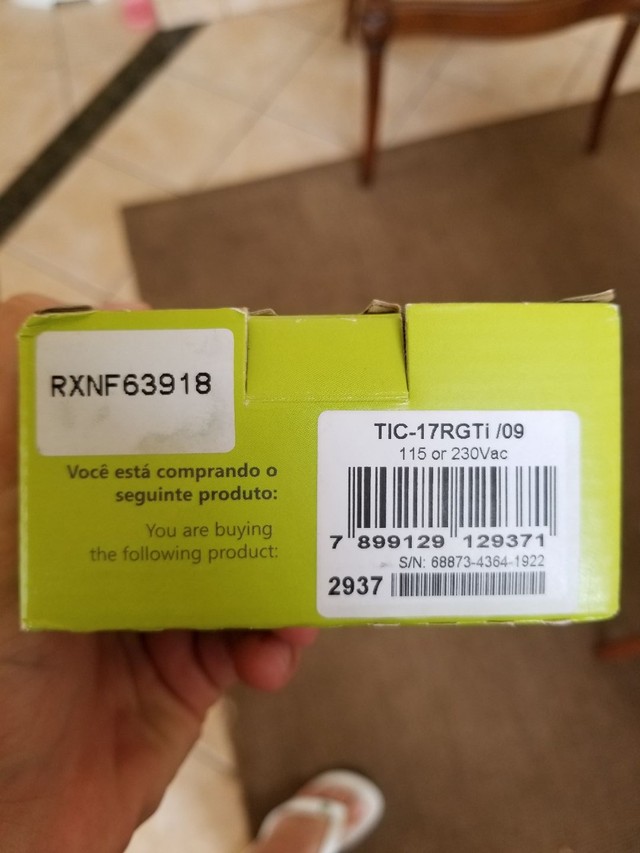 RXNF63918
Você está comprando o
seguinte produto:
You are buying
the following product:
TIC-17RGTi /09
115 or 230Vac
7 899129 129371
S/N: 68873-4364-1922
2937